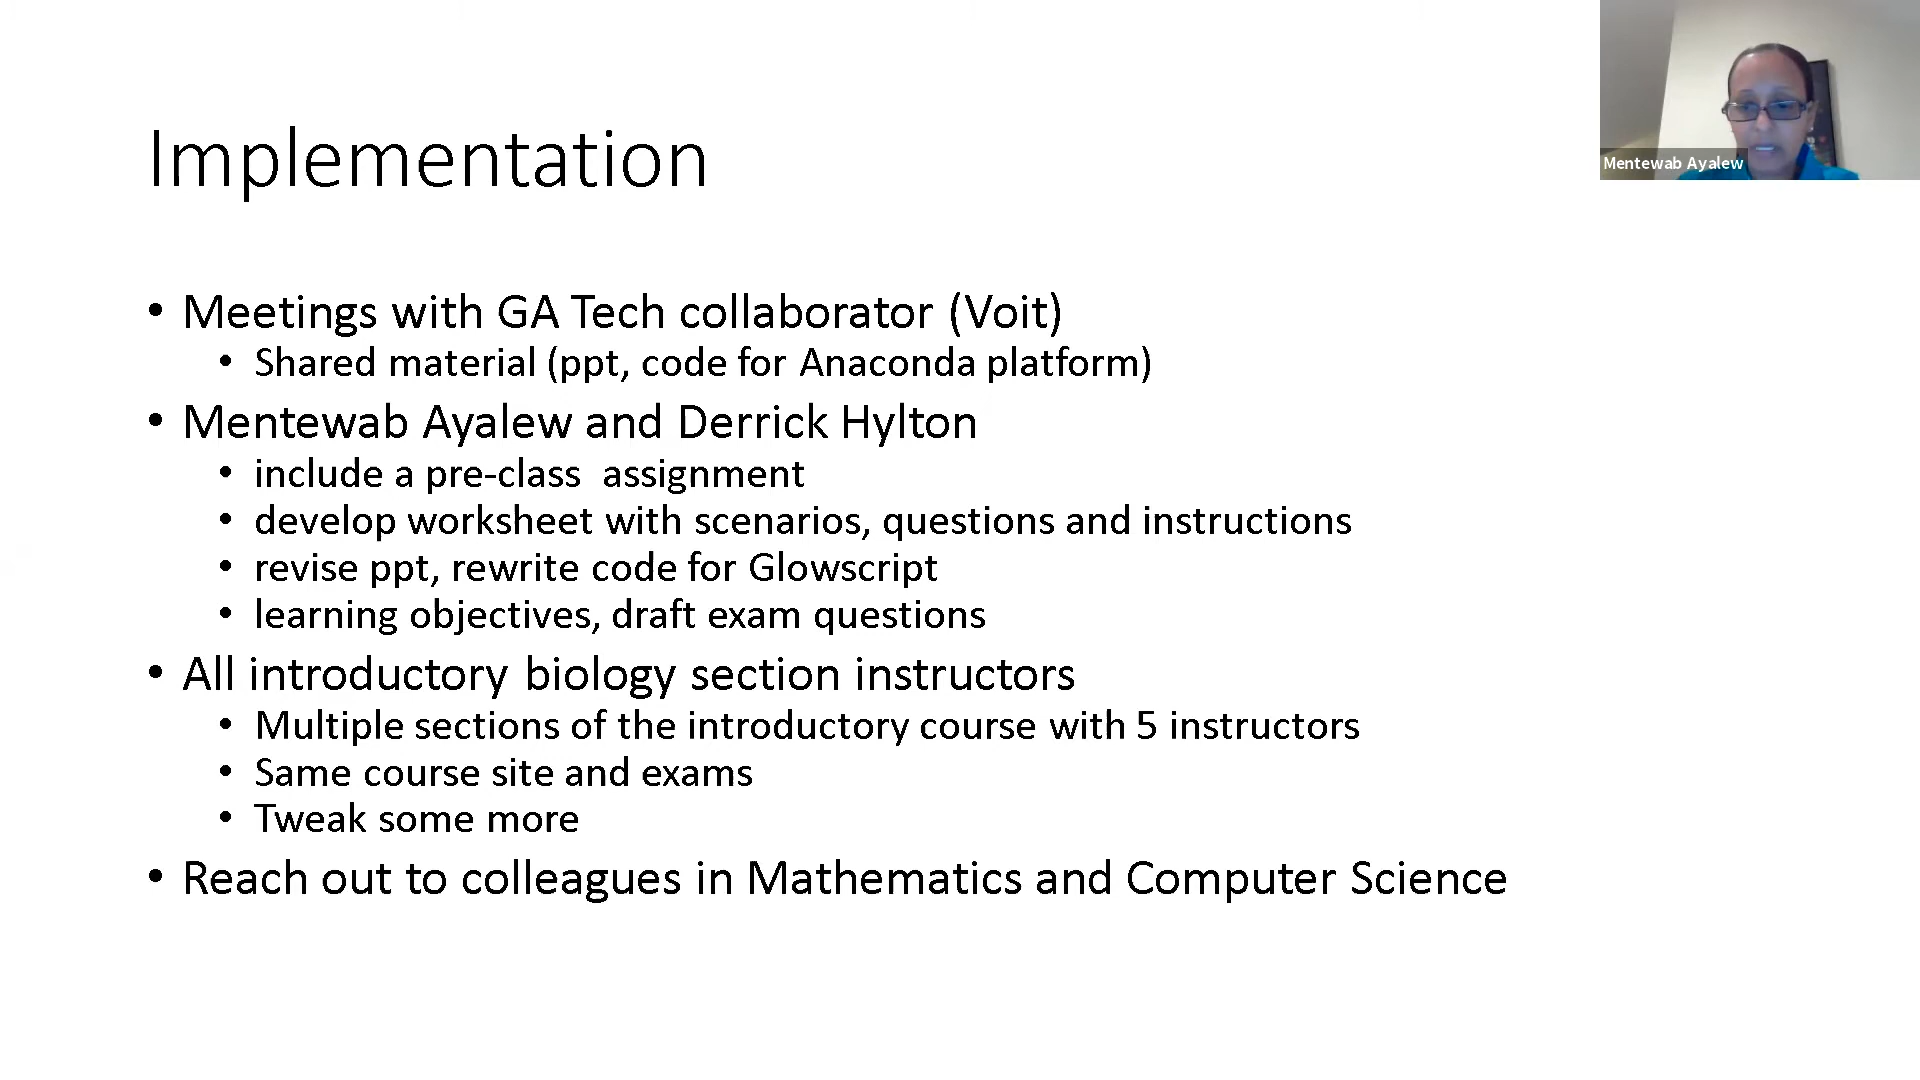 Implementation
Mentewab Ayalew
• Meetings with GA Tech collaborator (Voit)
• Shared material (ppt, code for Anaconda platform)
• Mentewab Ayalew and Derrick Hylton
• include a pre-class  assignment
• develop worksheet with scenarios, questions and instructions
• revise ppt, rewrite code for Glowscript
• learning objectives, draft exam questions
• All introductory biology section instructors
• Multiple sections of the introductory course with 5 instructors
• Same course site and exams
• Tweak some more
• Reach out to colleagues in Mathematics and Computer Science